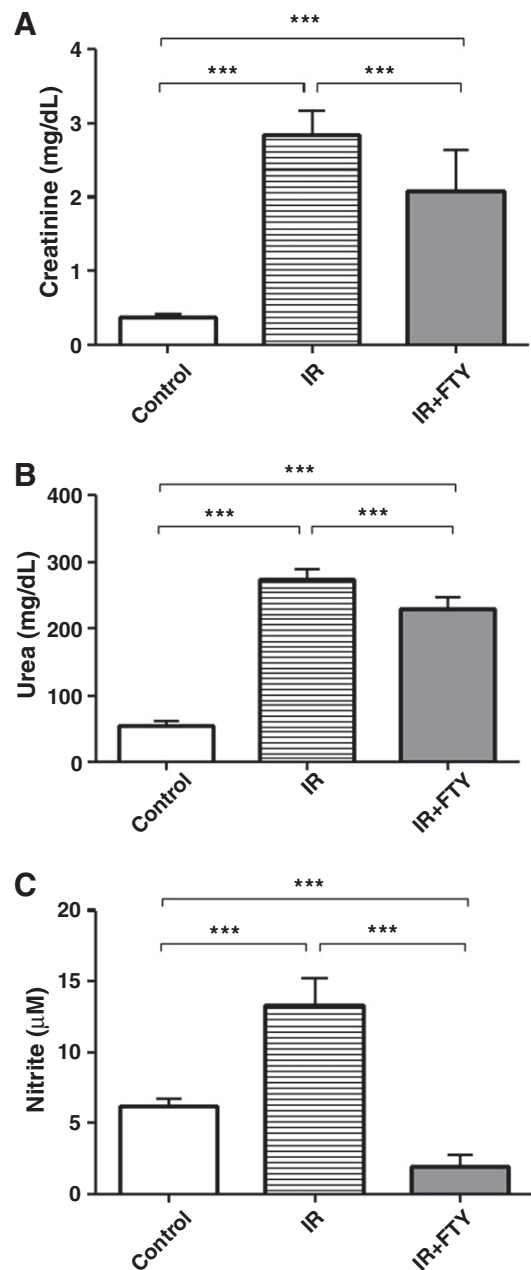 A
***
*** ***
4
3
2
1
0
Creatinine (mg/dL)
Control IR IR+FTY
B
***
*** ***
400
300
200
100
0
Urea (mg/dL)
Control IR IR+FTY
C
***
*** ***
20
15
10
5
0
Nitrite (μM)
Control IR IR+FTY